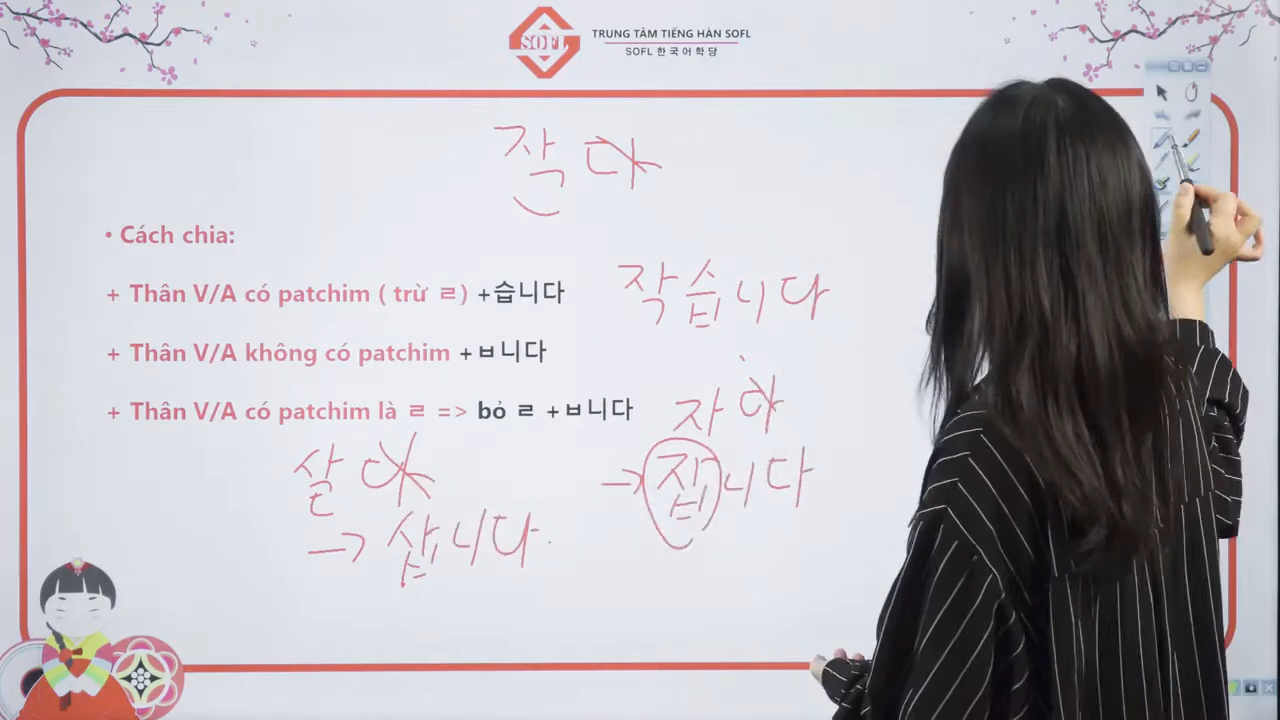 SOFL
TRUNG TÂM TIẾNG HÀN SOFL
SOFL 한국어학당
작다
• Cách chia:
+ Thân V/A có patchim ( trừ ㄹ) +습니다
작습니다
+ Thân V/A không có patchim +ㅂ니다
자다
+ Thân V/A có patchim là ㄹ => bỏ ㄹ +ㅂ니다
살다
→ 잡니다
→ 삽니다.